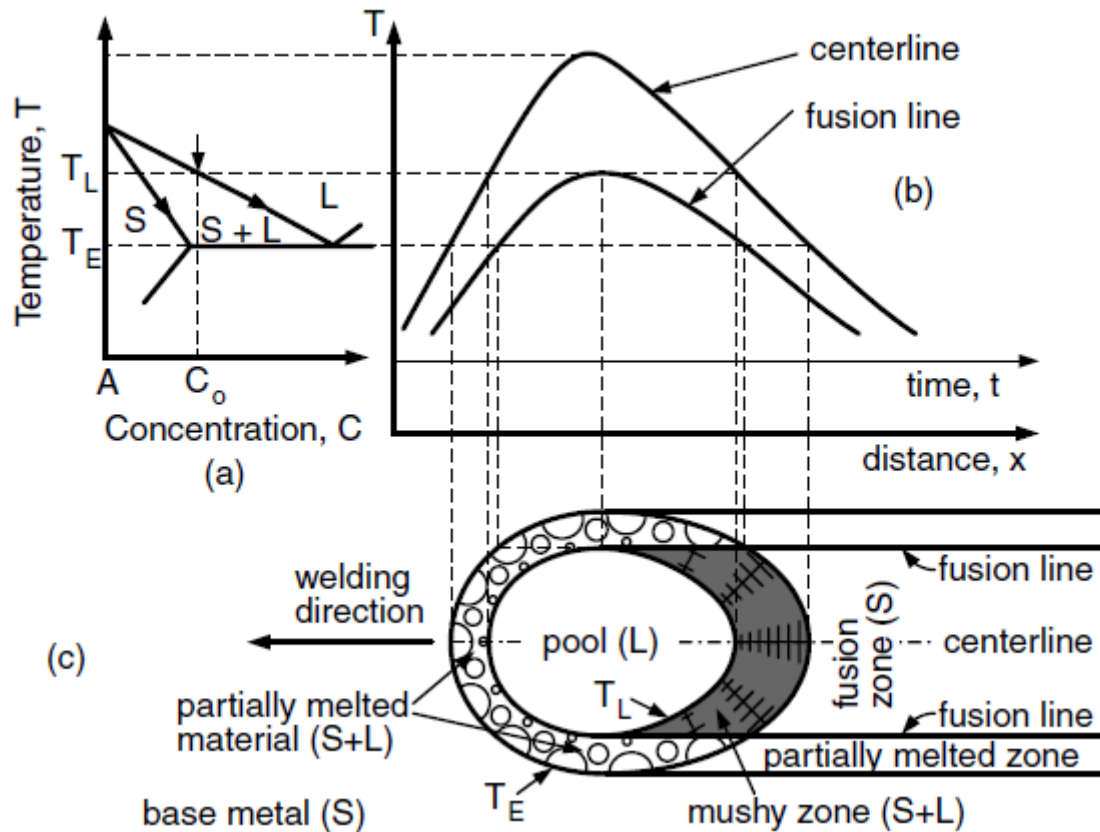 Temperature, T
T_L
T_E
S
S + L
L
A
C_o
Concentration, C
(a)
T
centerline
fusion line
(b)
time, t
distance, x
(c)
welding
direction
pool (L)
T_L
partially melted
material (S+L)
T_E
base metal (S)
mushy zone (S+L)
fusion
zone (S)
fusion line
centerline
fusion line
partially melted zone